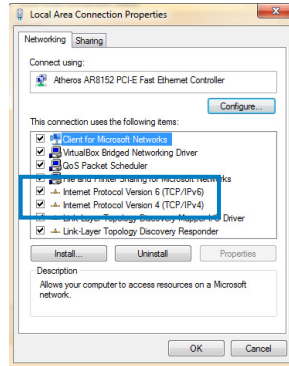 Local Area Connection Properties
Networking Sharing
Connect using:
Atheros AR8152 PCI-E Fast Ethernet Controller
Configure...
This connection uses the following items:
Client for Microsoft Networks
VirtualBox Bridged Networking Driver
QoS Packet Scheduler
File and Printer Sharing for Microsoft Networks
Internet Protocol Version 6 (TCP/IPv6)
Internet Protocol Version 4 (TCP/IPv4)
Link-Layer Topology Discovery Mapper I/O Driver
Link-Layer Topology Discovery Responder
Install... Uninstall Properties
Description
Allows your computer to access resources on a Microsoft
network.
OK Cancel